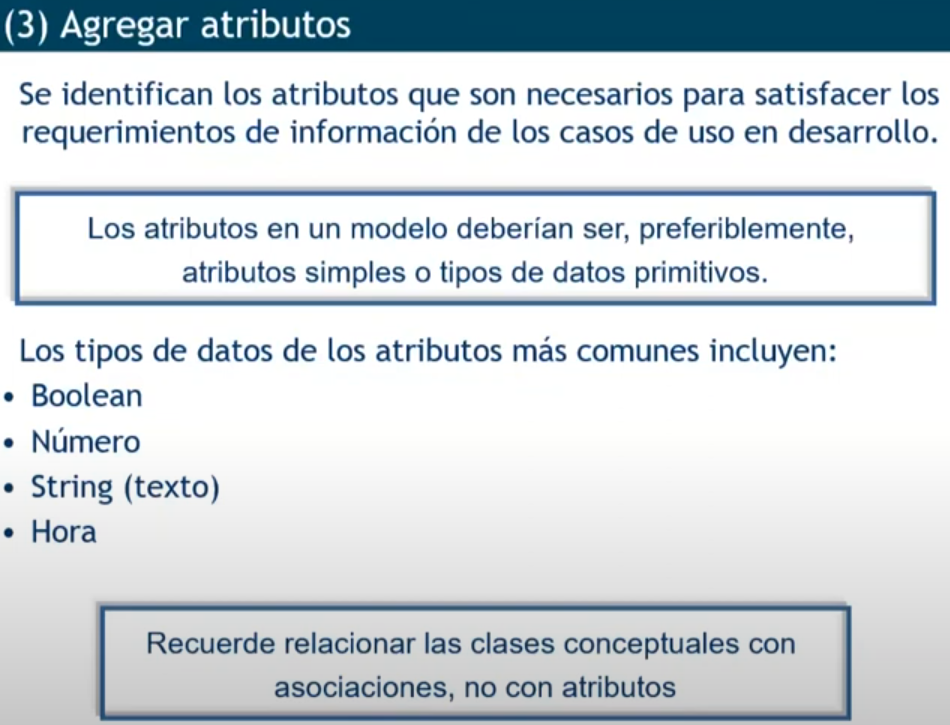 (3) Agregar atributos
Se identifican los atributos que son necesarios para satisfacer los
requerimientos de información de los casos de uso en desarrollo.
Los atributos en un modelo deberían ser, preferiblemente,
atributos simples o tipos de datos primitivos.
Los tipos de datos de los atributos más comunes incluyen:
• Boolean
• Número
• String (texto)
• Hora
Recuerde relacionar las clases conceptuales con
asociaciones, no con atributos